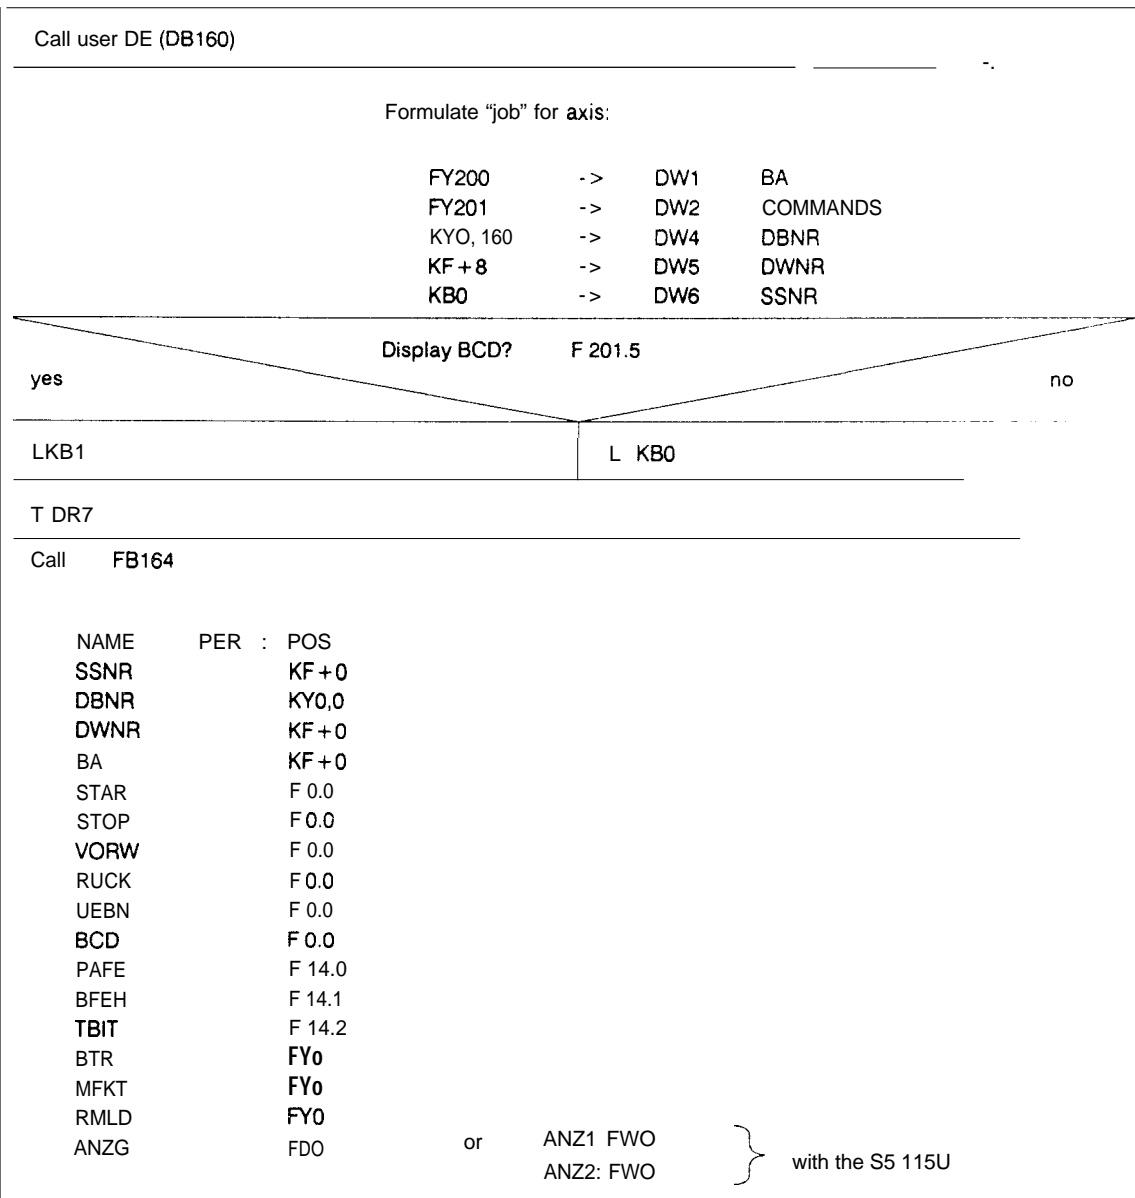 Call user DE (DB160)
Formulate “job” for axis:
FY200 -> DW1 BA
FY201 -> DW2 COMMANDS
KYO, 160 -> DW4 DBNR
KF+8 -> DW5 DWNR
KB0 -> DW6 SSNR
Display BCD? F 201.5
yes no
LKB1 L KB0
T DR7
Call FB164
NAME PER : POS
SSNR KF+0
DBNR KY0,0
DWNR KF+0
BA KF+0
STAR F 0.0
STOP F 0.0
VORW F 0.0
RUCK F 0.0
UEBN F 0.0
BCD F 0.0
PAFE F 14.0
BFEH F 14.1
TBIT F 14.2
BTR FYo
MFKT FYo
RMLD FY0
ANZG FDO or ANZ1 FWO
ANZ2: FWO
with the S5 115U